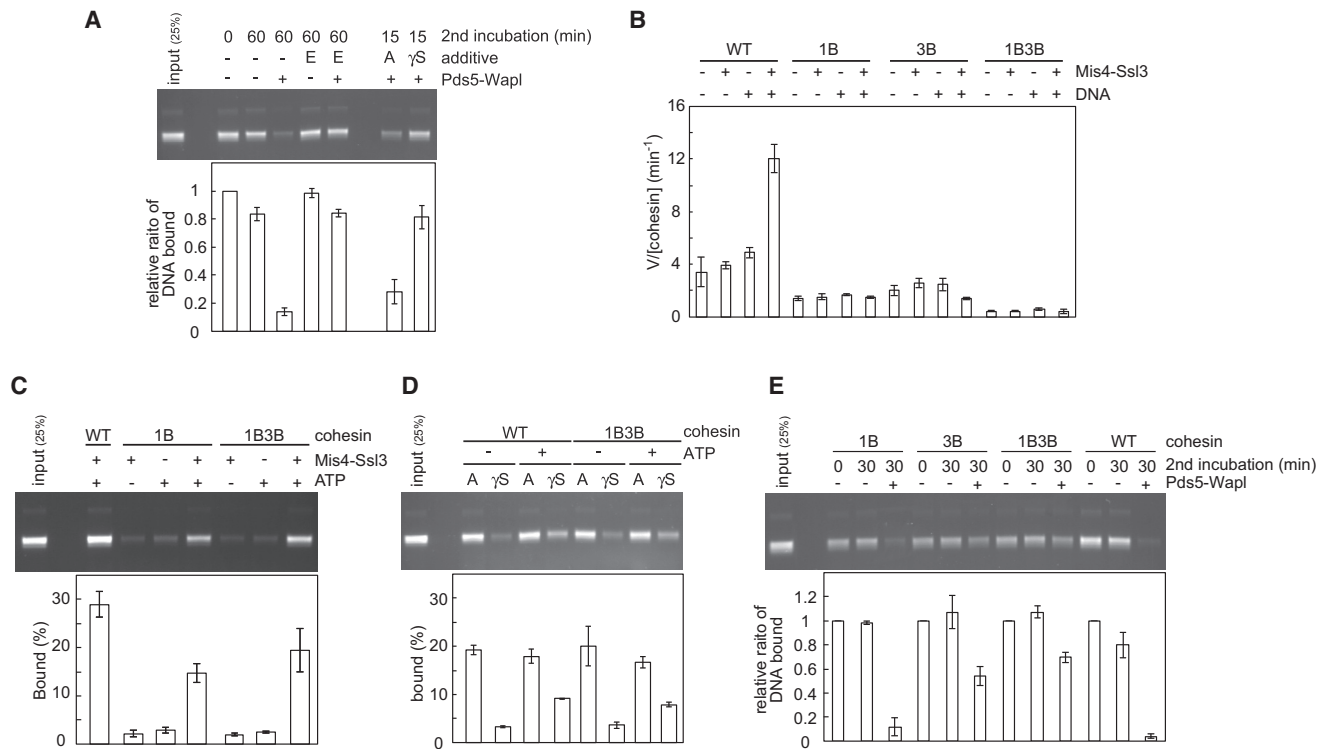 A
input (25%)
0 60 60 60 60 15 15 2nd incubation (min)
- - - E E A γS additive
- - + - + + + Pds5-Wapl
relative raito of
DNA bound
1
0.8
0.6
0.4
0.2
0
B
WT 1B 3B 1B3B
- + - + - + - + - + - + - + - + Mis4-Ssl3
- - + + - - + + - - + + - - + + DNA
V/[cohesin] (min⁻¹)
16
12
8
4
0
C
input (25%)
WT 1B 1B3B cohesin
+ + - + + - + Mis4-Ssl3
+ - + + - + + ATP
Bound (%)
30
20
10
0
D
input (25%)
WT 1B3B cohesin
- + - + ATP
A γS A γS A γS A γS
bound (%)
30
20
10
0
E
input (25%)
1B 3B 1B3B WT cohesin
0 30 30 0 30 30 0 30 30 0 30 30 2nd incubation (min)
- - + - - + - - + - - + Pds5-Wapl
relative raito of
DNA bound
1.2
1
0.8
0.6
0.4
0.2
0